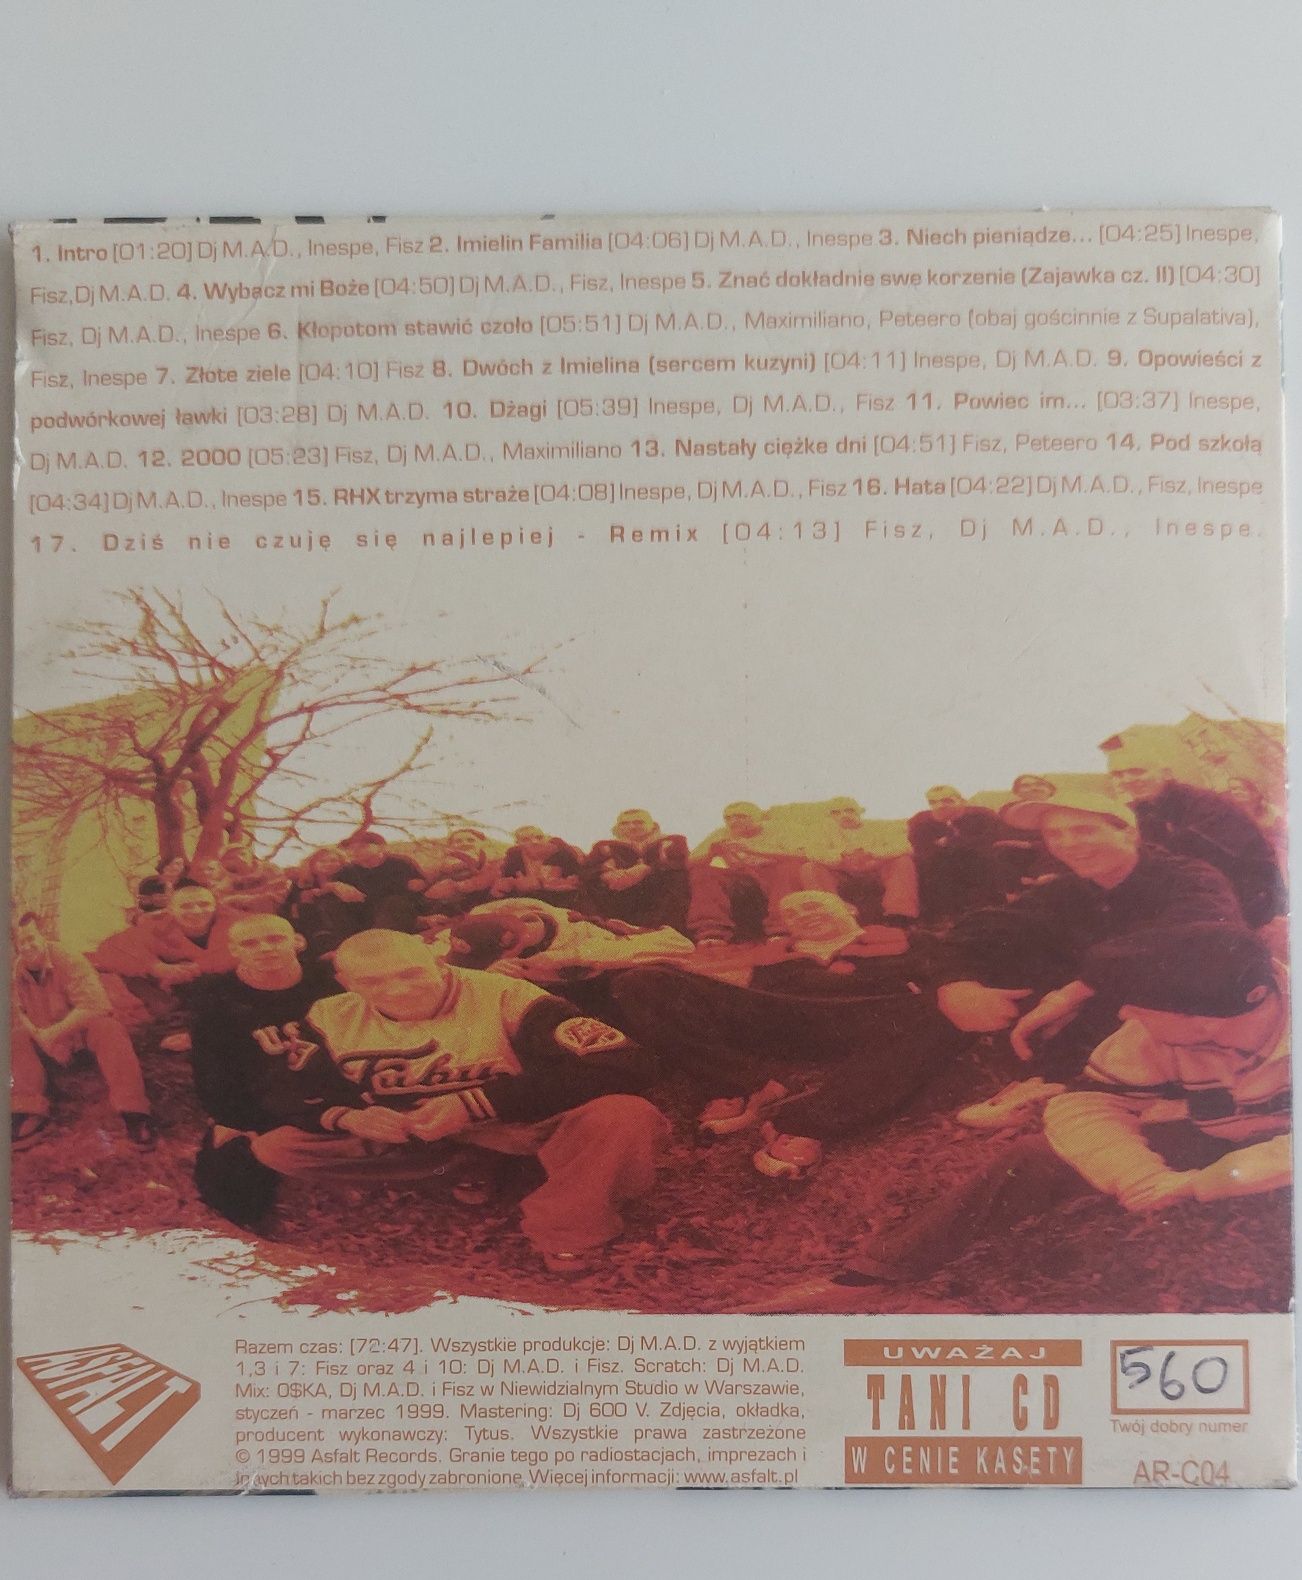 1. Intro [01:20] Dj M.A.D., Inespe, Fisz 2. Imielin Familia [04:06] Dj M.A.D., Inespe 3. Niech pieniądze... [04:25] Inespe,
Fisz, Dj M.A.D. 4. Wybacz mi Boże [04:50] Dj M.A.D., Fisz, Inespe 5. Znać dokładnie swe korzenie (Zajawka cz. II) [04:30]
Fisz, Dj M.A.D., Inespe 6. Kłopotom stawić czoło [05:51] Dj M.A.D., Maximiliano, Peteero (obaj gościnnie z Supalativa),
Fisz, Inespe 7. Złote ziele [04:10] Fisz 8. Dwóch z Imielina (sercem kuzyni) [04:11] Inespe, Dj M.A.D. 9. Opowieści z
podwórkowej ławki [03:28] Dj M.A.D. 10. Dżagi [05:39] Inespe, Dj M.A.D., Fisz 11. Powiec im... [03:37] Inespe,
Dj M.A.D. 12. 2000 [05:23] Fisz, Dj M.A.D., Maximiliano 13. Nastały ciężke dni [04:51] Fisz, Peteero 14. Pod szkołą
[04:34] Dj M.A.D., Inespe 15. RHX trzyma straże [04:08] Inespe, Dj M.A.D., Fisz 16. Hata [04:22] Dj M.A.D., Fisz, Inespe
17. Dziś nie czuję się najlepiej - Remix [04:13] Fisz, Dj M.A.D., Inespe.
Tabu
ASFALT
Razem czas: [72:47]. Wszystkie produkcje: Dj M.A.D. z wyjątkiem
1,3 i 7: Fisz oraz 4 i 10: Dj M.A.D. i Fisz. Scratch: Dj M.A.D.
Mix: O$KA, Dj M.A.D. i Fisz w Niewidzialnym Studio w Warszawie,
styczeń - marzec 1999. Mastering: Dj 600 V. Zdjęcia, okładka,
producent wykonawczy: Tytus. Wszystkie prawa zastrzeżone
© 1999 Asfalt Records. Granie tego po radiostacjach, imprezach i
innych takich bez zgody zabronione. Więcej informacji: www.asfalt.pl
UWAŻAJ
TANI CD
W CENIE KASETY
560
Twój dobry numer
AR-C04